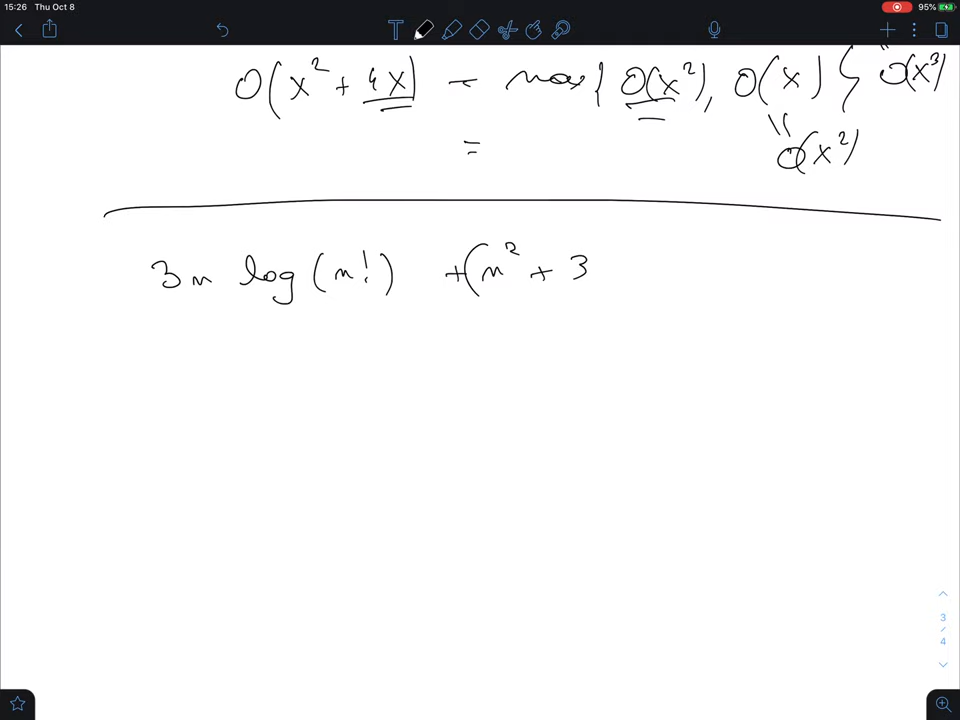 15:26 Thu Oct 8 95%
T
O(x² + 4x) = max{ O(x²), O(x) } O(x³)
= O(x²)
3n log(n!) + (n² + 3
3
/
4